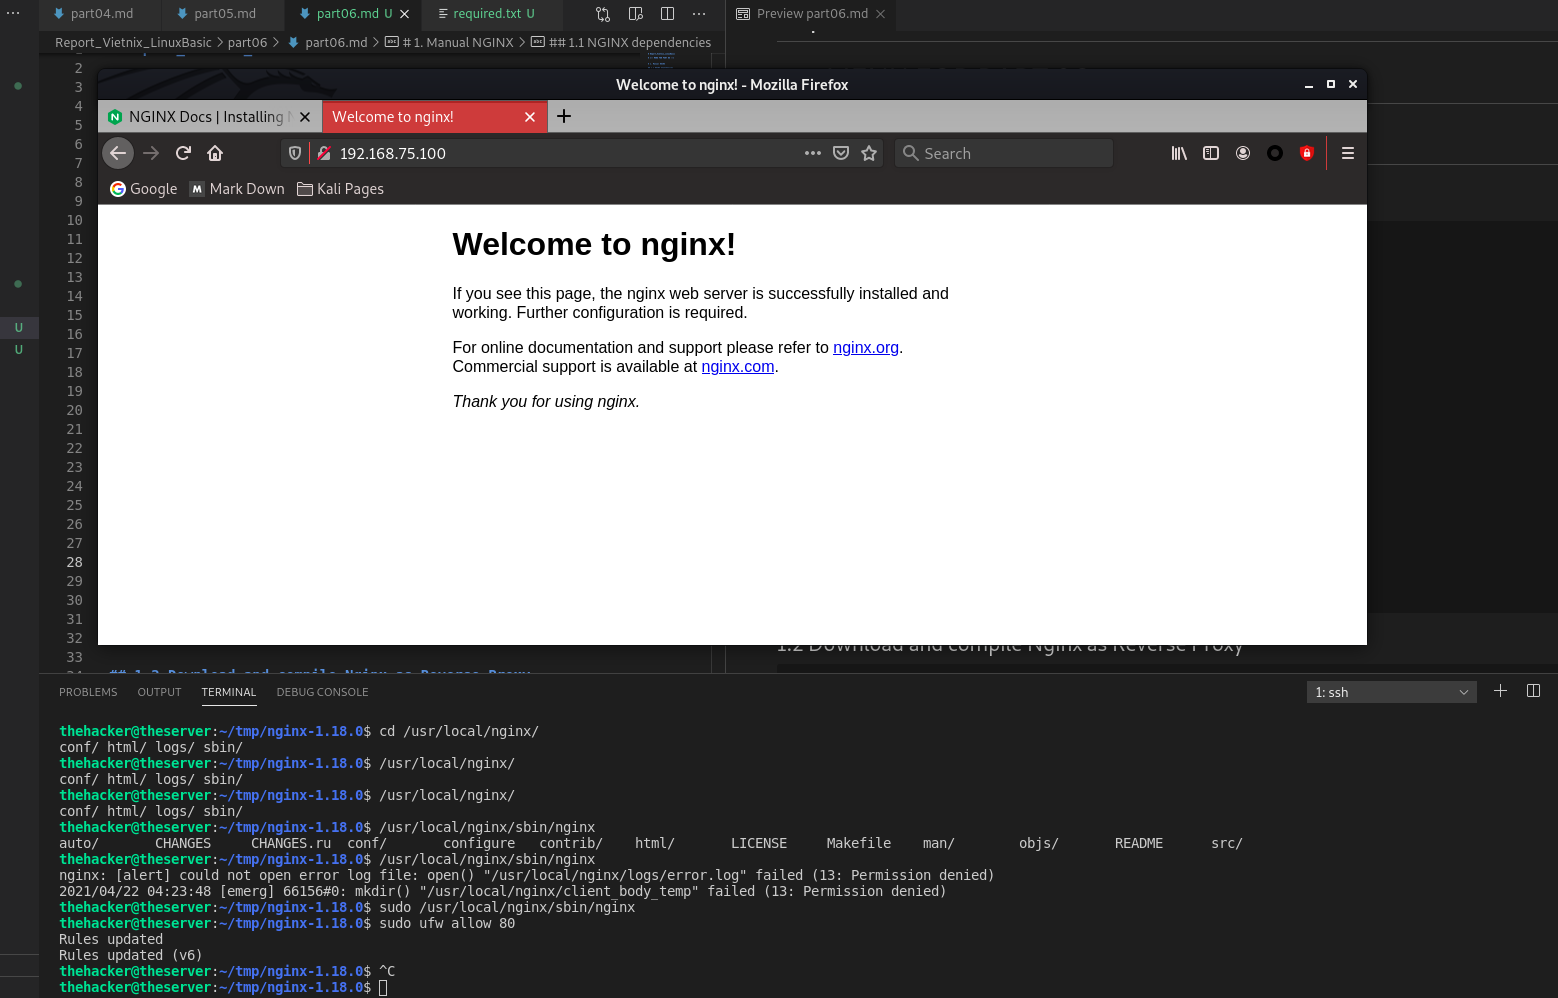 part04.md part05.md part06.md U required.txt U Preview part06.md
Report_Vietnix_LinuxBasic > part06 > part06.md > # 1. Manual NGINX > ## 1.1 NGINX dependencies
2
3
4
5
6
7
8
9
10
11
12
13
14
15
16
17
18
19
20
21
22
23
24
25
26
27
28
29
30
31
32
33
U
U
Welcome to nginx! - Mozilla Firefox
NGINX Docs | Installing Welcome to nginx!
192.168.75.100 Search
Google Mark Down Kali Pages
Welcome to nginx!
If you see this page, the nginx web server is successfully installed and
working. Further configuration is required.
For online documentation and support please refer to nginx.org.
Commercial support is available at nginx.com.
Thank you for using nginx.
1.2 Download and compile Nginx as Reverse Proxy
## 1.2 Download and compile Nginx as Reverse Proxy
PROBLEMS OUTPUT TERMINAL DEBUG CONSOLE 1: ssh
thehacker@theserver:~/tmp/nginx-1.18.0$ cd /usr/local/nginx/
conf/ html/ logs/ sbin/
thehacker@theserver:~/tmp/nginx-1.18.0$ /usr/local/nginx/
conf/ html/ logs/ sbin/
thehacker@theserver:~/tmp/nginx-1.18.0$ /usr/local/nginx/
conf/ html/ logs/ sbin/
thehacker@theserver:~/tmp/nginx-1.18.0$ /usr/local/nginx/sbin/nginx
auto/ CHANGES CHANGES.ru conf/ configure contrib/ html/ LICENSE Makefile man/ objs/ README src/
thehacker@theserver:~/tmp/nginx-1.18.0$ /usr/local/nginx/sbin/nginx
nginx: [alert] could not open error log file: open() "/usr/local/nginx/logs/error.log" failed (13: Permission denied)
2021/04/22 04:23:48 [emerg] 66156#0: mkdir() "/usr/local/nginx/client_body_temp" failed (13: Permission denied)
thehacker@theserver:~/tmp/nginx-1.18.0$ sudo /usr/local/nginx/sbin/nginx
thehacker@theserver:~/tmp/nginx-1.18.0$ sudo ufw allow 80
Rules updated
Rules updated (v6)
thehacker@theserver:~/tmp/nginx-1.18.0$ ^C
thehacker@theserver:~/tmp/nginx-1.18.0$